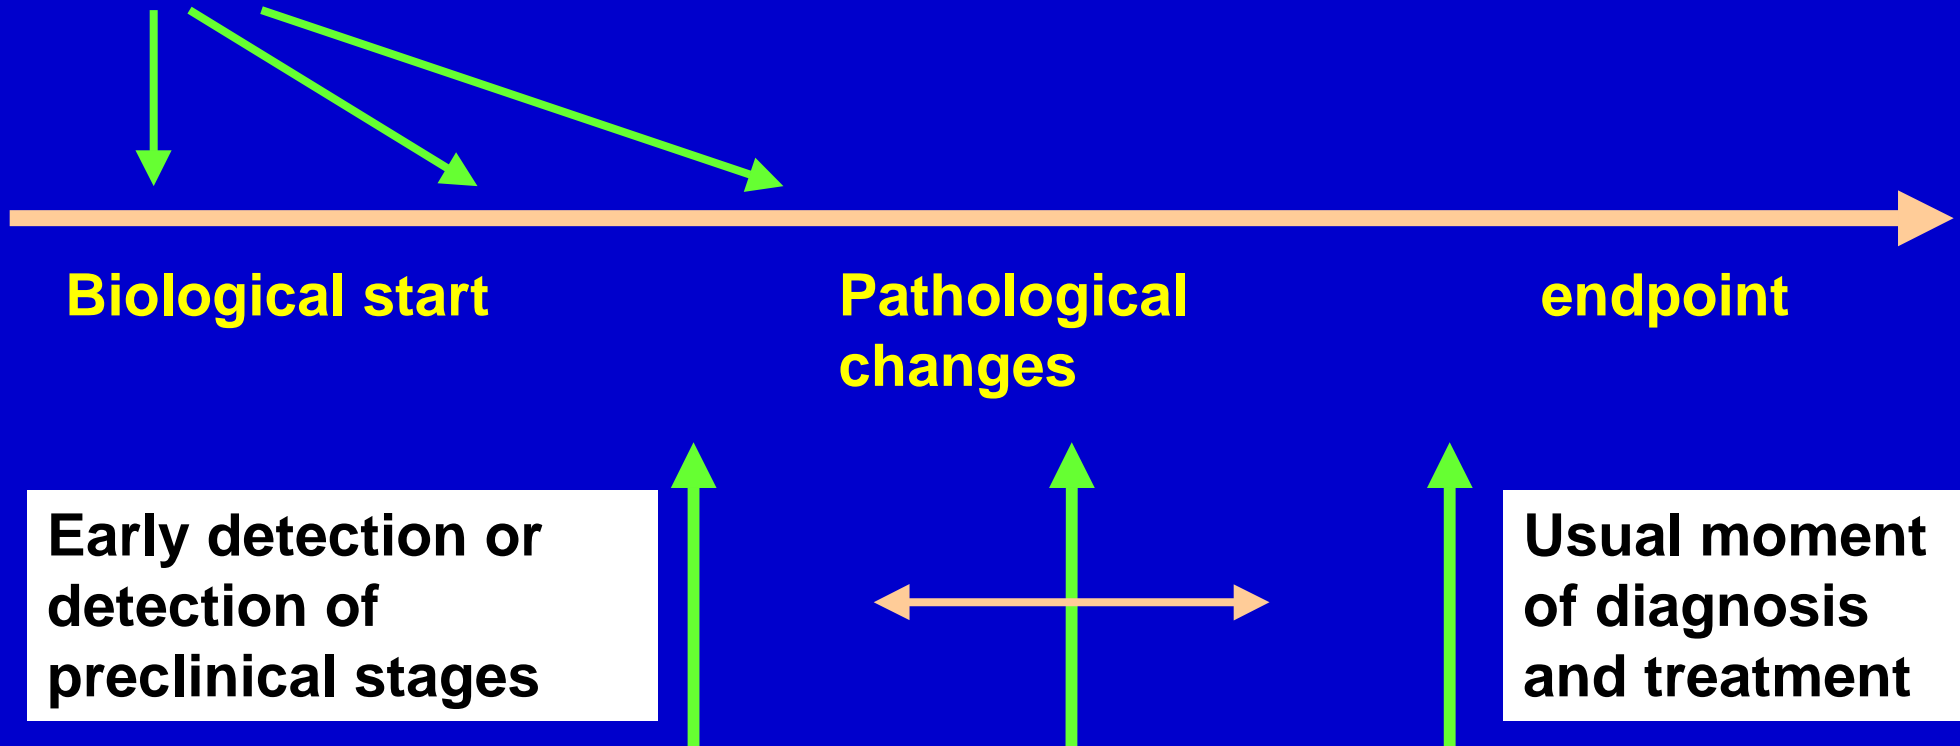 Biological start
Pathological
changes
endpoint
Early detection or
detection of
preclinical stages
Usual moment
of diagnosis
and treatment